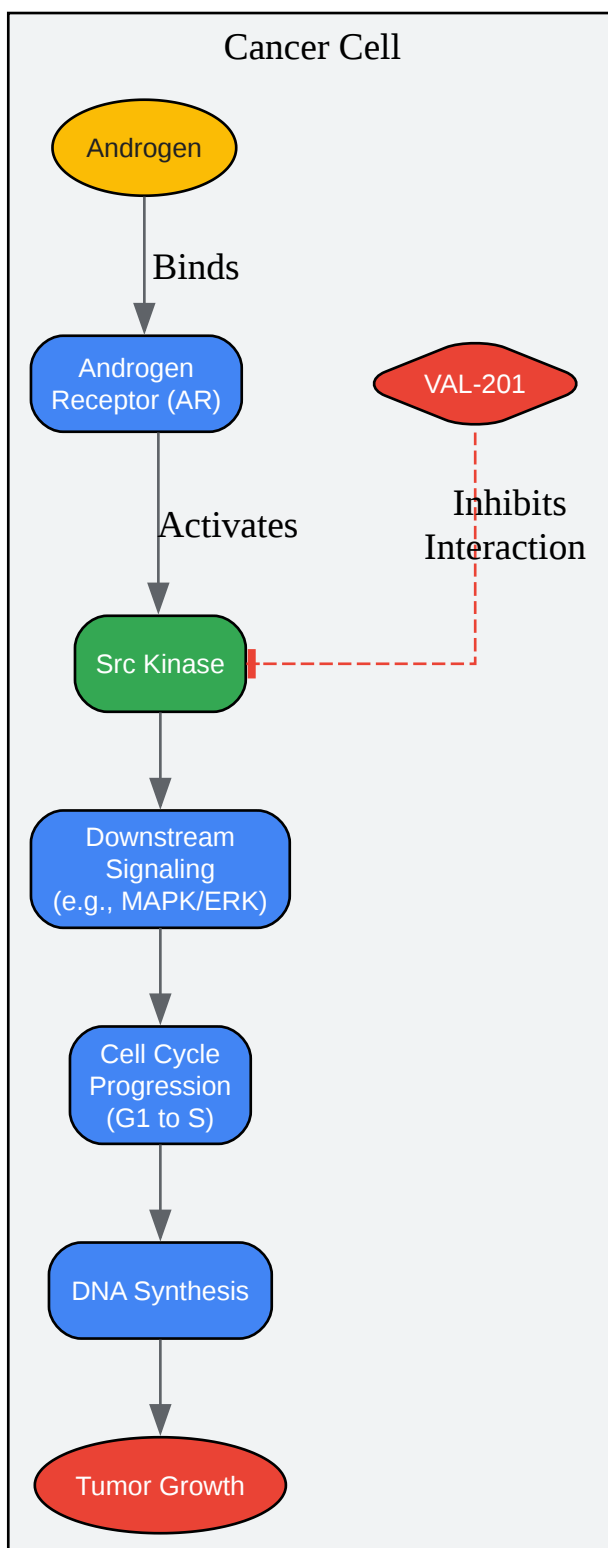 Cancer Cell
Androgen
Binds
Androgen
Receptor (AR)
VAL-201
Activates
Inhibits
Interaction
Src Kinase
Downstream
Signaling
(e.g., MAPK/ERK)
Cell Cycle
Progression
(G1 to S)
DNA Synthesis
Tumor Growth